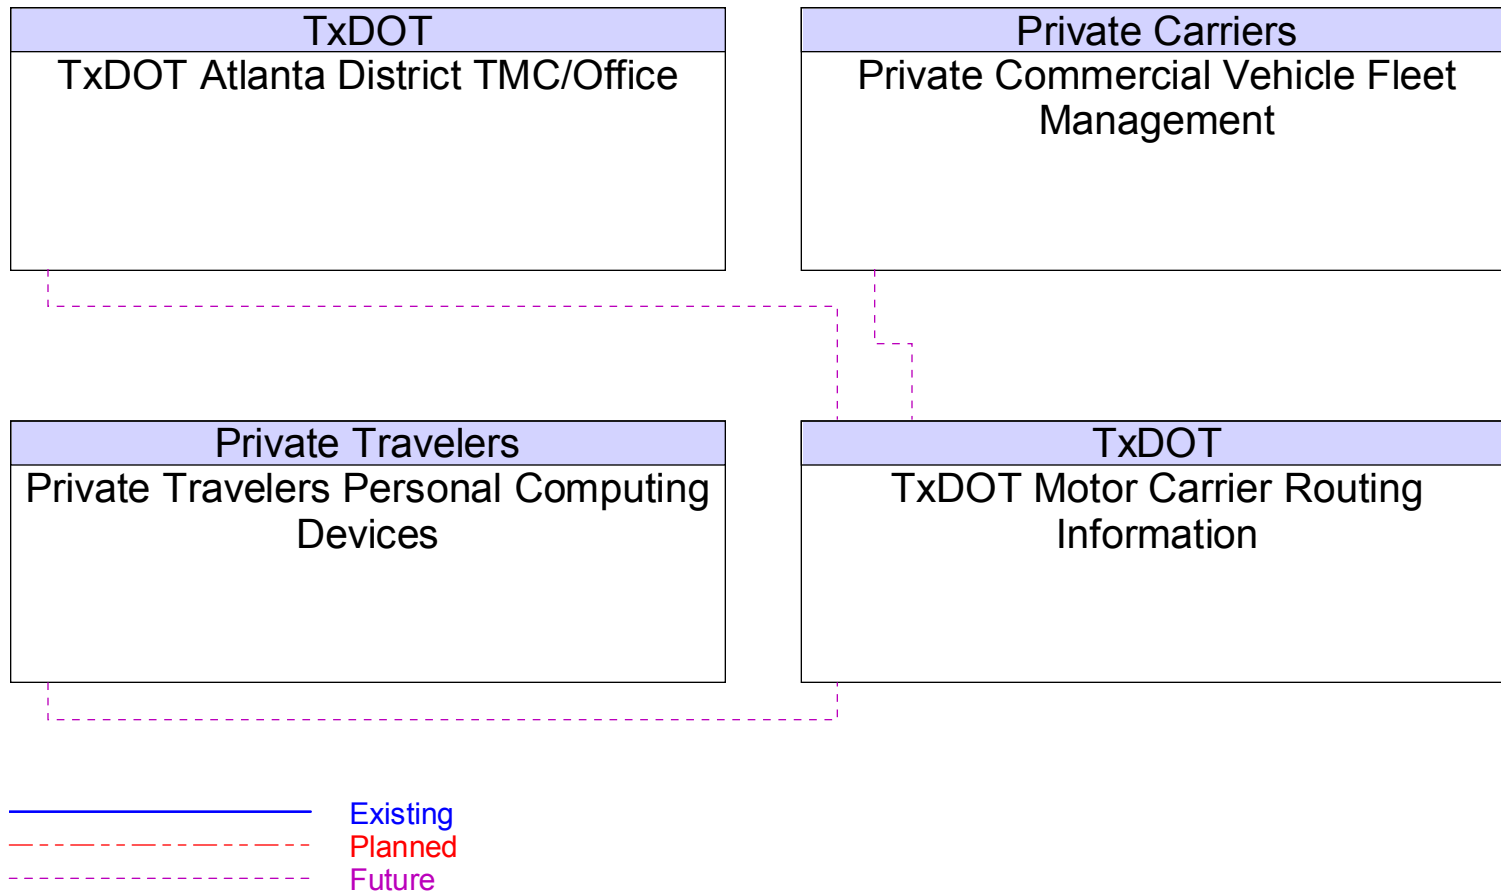 TxDOT
TxDOT Atlanta District TMC/Office
Private Carriers
Private Commercial Vehicle Fleet
Management
Private Travelers
Private Travelers Personal Computing
Devices
TxDOT
TxDOT Motor Carrier Routing
Information
Existing
Planned
Future